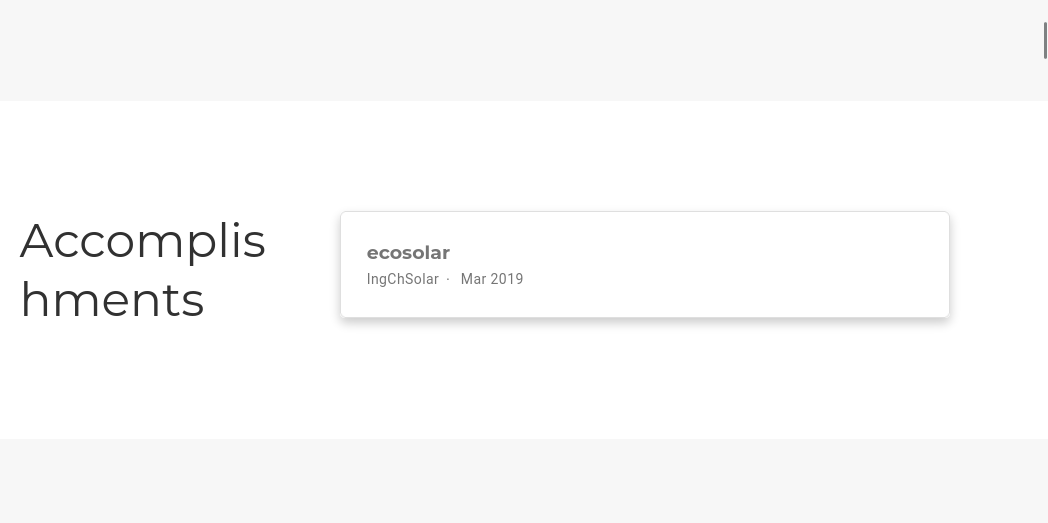 Accomplis
hments
ecosolar
IngChSolar · Mar 2019